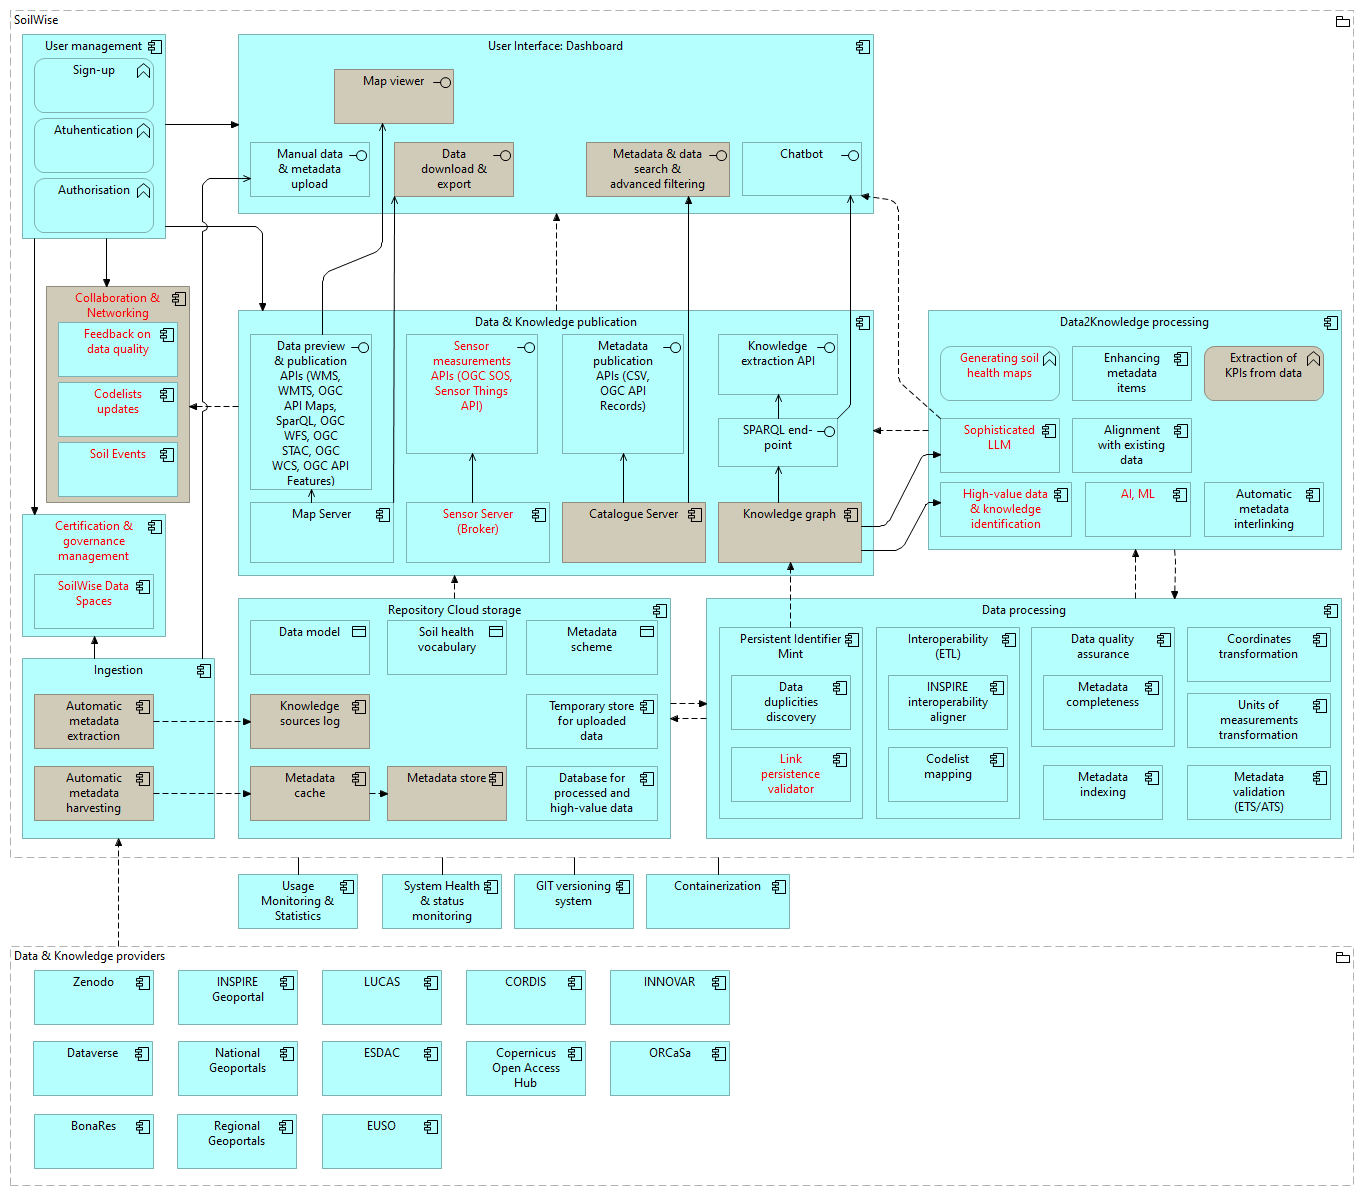 SoilWise
User management
Sign-up
Atuhentication
Authorisation
User Interface: Dashboard
Map viewer
Manual data
& metadata
upload
Data
download &
export
Metadata & data
search &
advanced filtering
Chatbot
Collaboration &
Networking
Feedback on
data quality
Codelists
updates
Soil Events
Data & Knowledge publication
Data preview
& publication
APIs (WMS,
WMTS, OGC
API Maps,
SparQL, OGC
WFS, OGC
STAC, OGC
WCS, OGC API
Features)
Sensor
measurements
APIs (OGC SOS,
Sensor Things
API)
Metadata
publication
APIs (CSV,
OGC API
Records)
Knowledge
extraction API
SPARQL end-
point
Map Server
Sensor Server
(Broker)
Catalogue Server
Knowledge graph
Data2Knowledge processing
Generating soil
health maps
Enhancing
metadata
items
Extraction of
KPIs from data
Sophisticated
LLM
Alignment
with existing
data
High-value data
& knowledge
identification
AI, ML
Automatic
metadata
interlinking
Certification &
governance
management
SoilWise Data
Spaces
Ingestion
Automatic
metadata
extraction
Automatic
metadata
harvesting
Repository Cloud storage
Data model
Soil health
vocabulary
Metadata
scheme
Knowledge
sources log
Temporary store
for uploaded
data
Metadata
cache
Metadata store
Database for
processed and
high-value data
Data processing
Persistent Identifier
Mint
Data
duplicities
discovery
Link
persistence
validator
Interoperability
(ETL)
INSPIRE
interoperability
aligner
Codelist
mapping
Data quality
assurance
Metadata
completeness
Metadata
indexing
Coordinates
transformation
Units of
measurements
transformation
Metadata
validation
(ETS/ATS)
Usage
Monitoring &
Statistics
System Health
& status
monitoring
GIT versioning
system
Containerization
Data & Knowledge providers
Zenodo
INSPIRE
Geoportal
LUCAS
CORDIS
INNOVAR
Dataverse
National
Geoportals
ESDAC
Copernicus
Open Access
Hub
ORCaSa
BonaRes
Regional
Geoportals
EUSO